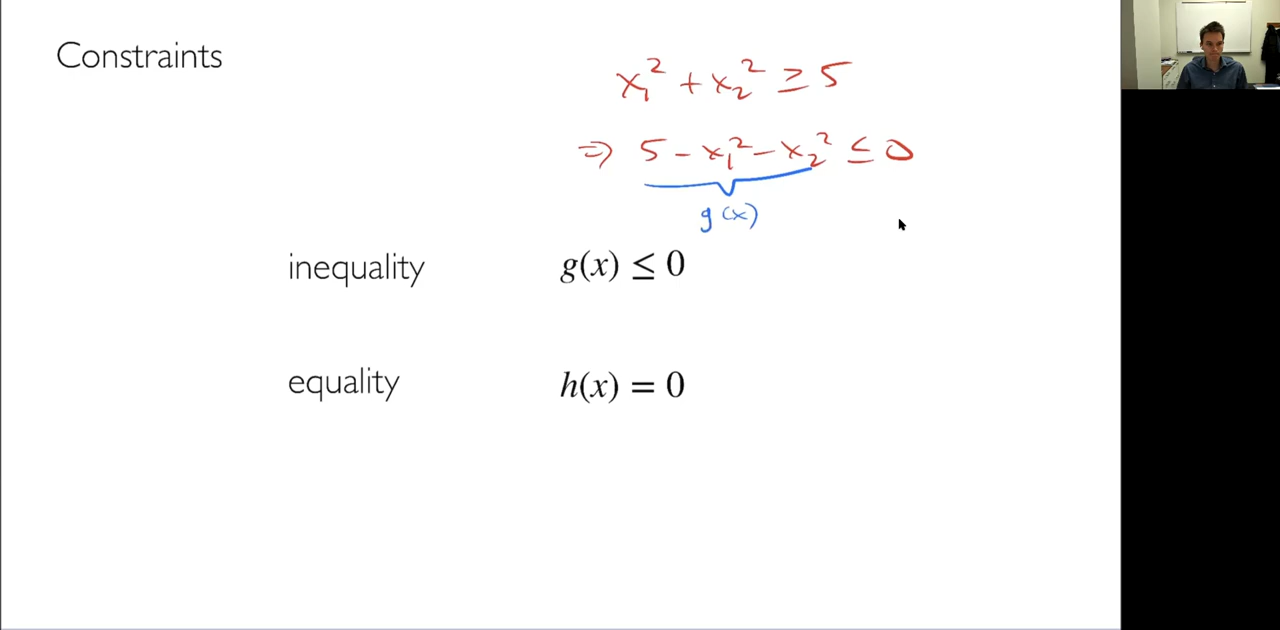 Constraints
x₁² + x₂² ≥ 5
⇒ 5 - x₁² - x₂² ≤ 0
g(x)
inequality g(x) ≤ 0
equality h(x) = 0